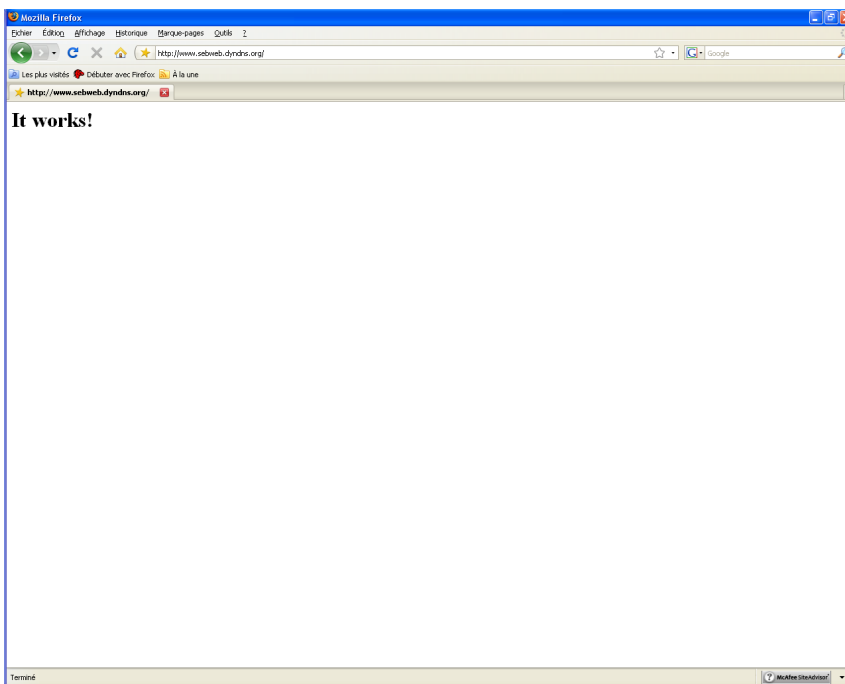 Mozilla Firefox
Fichier Édition Affichage Historique Marque-pages Outils ?
http://www.sebweb.dyndns.org/ Google
Les plus visités Débuter avec Firefox À la une
http://www.sebweb.dyndns.org/
It works!
Terminé McAfee SiteAdvisor